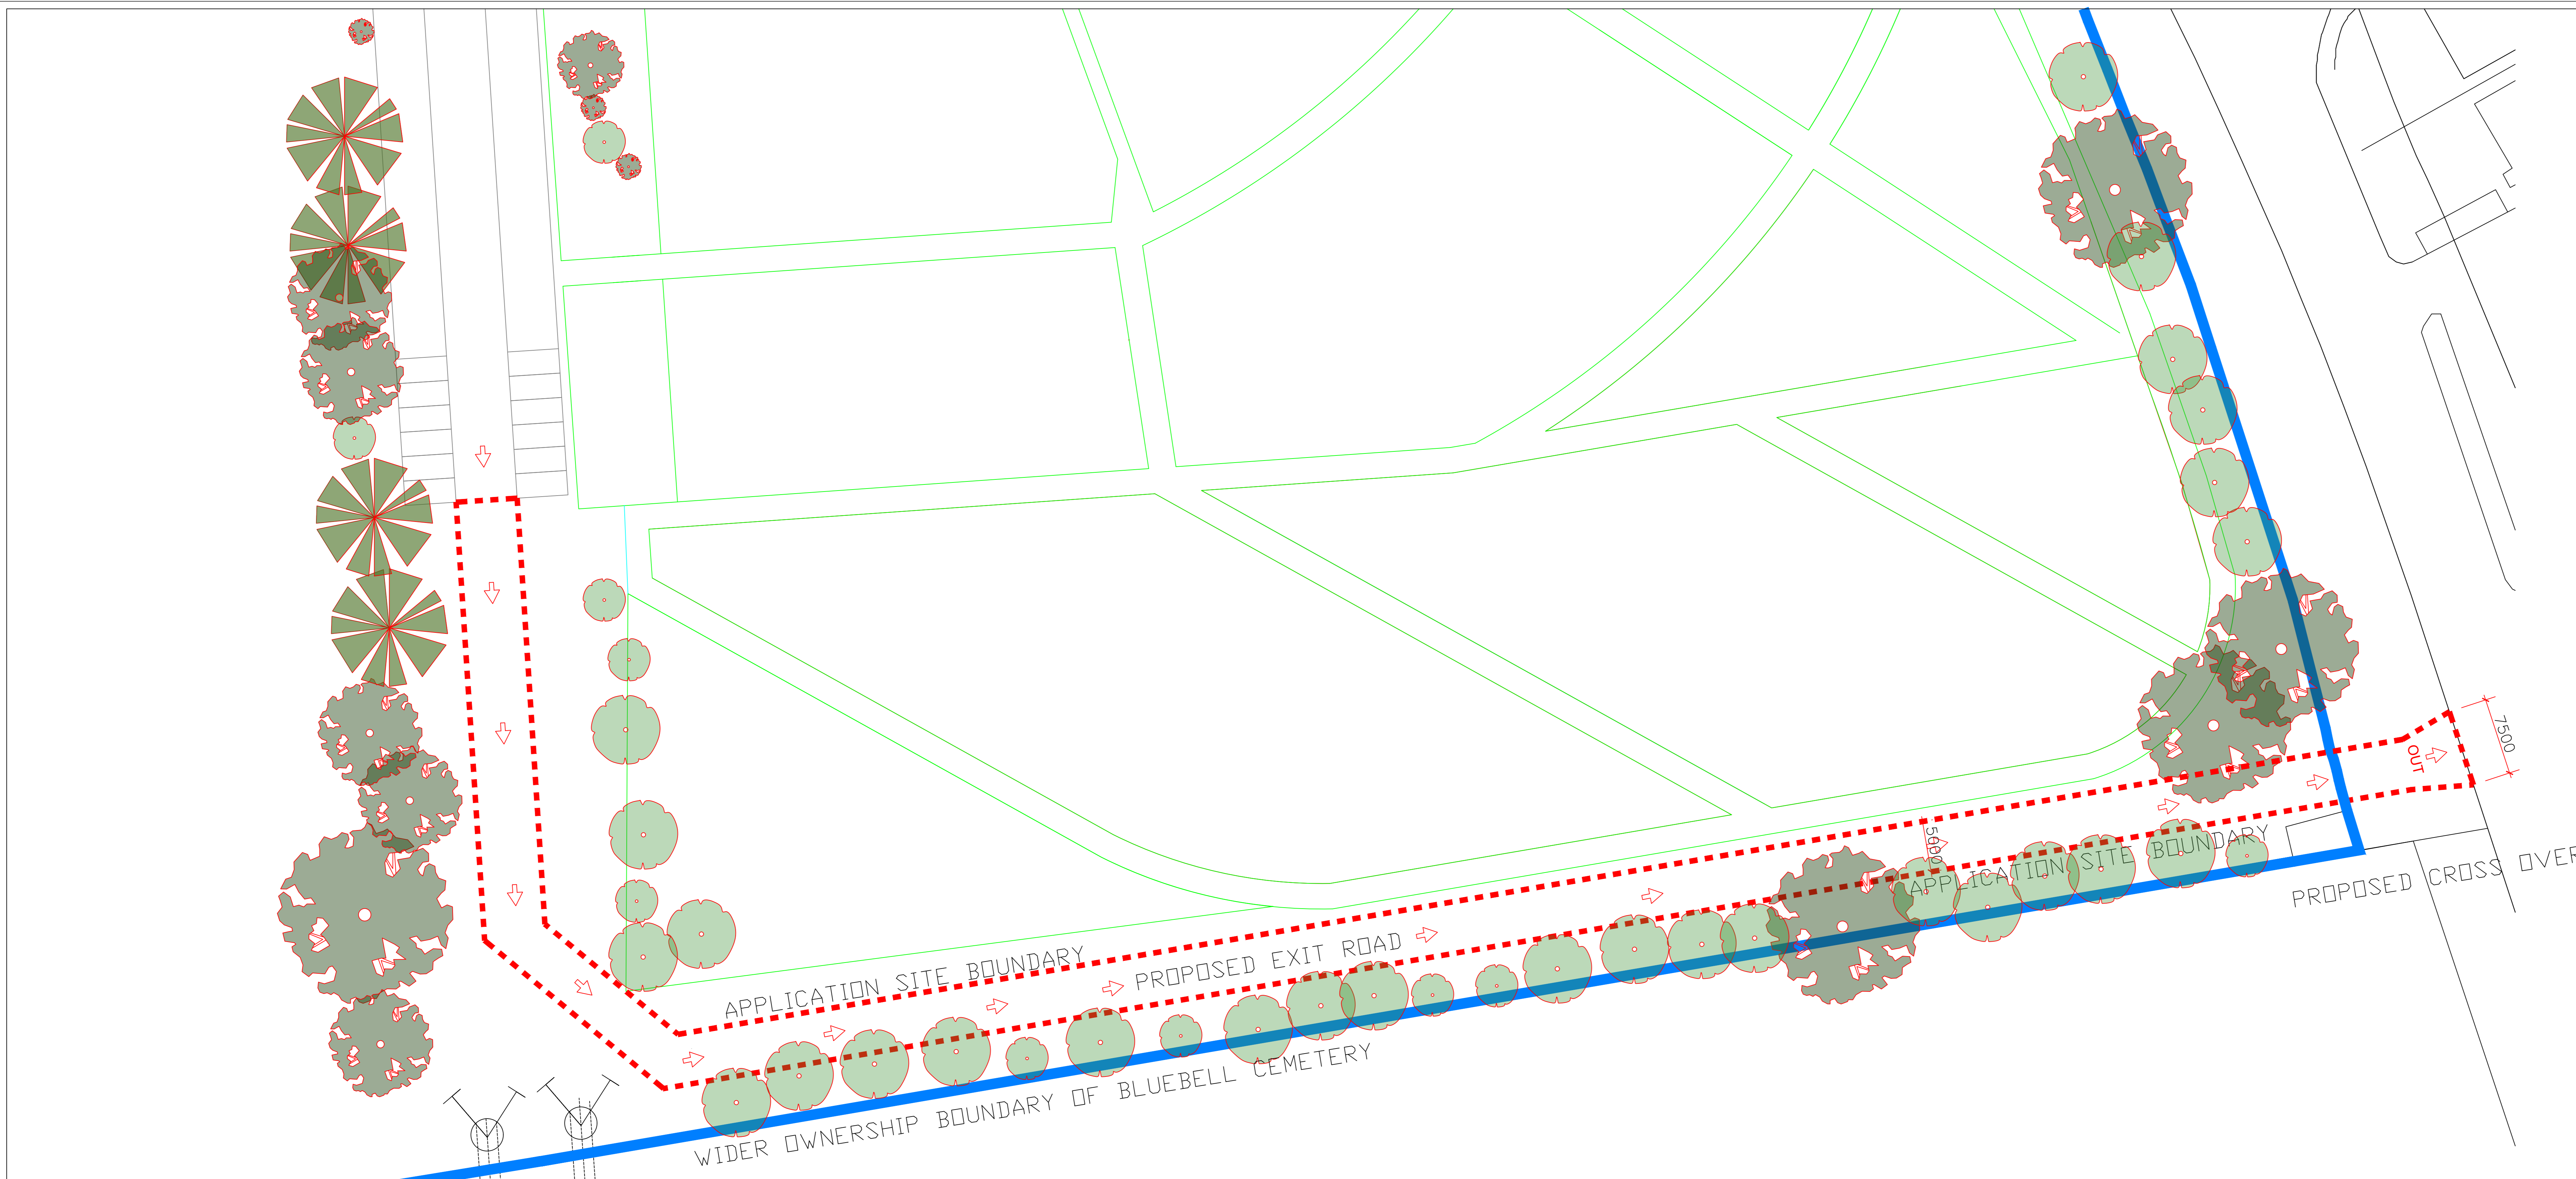 7500
OUT
5000
APPLICATION SITE BOUNDARY
PROPOSED CROSS OVER
APPLICATION SITE BOUNDARY
PROPOSED EXIT ROAD
WIDER OWNERSHIP BOUNDARY OF BLUEBELL CEMETERY